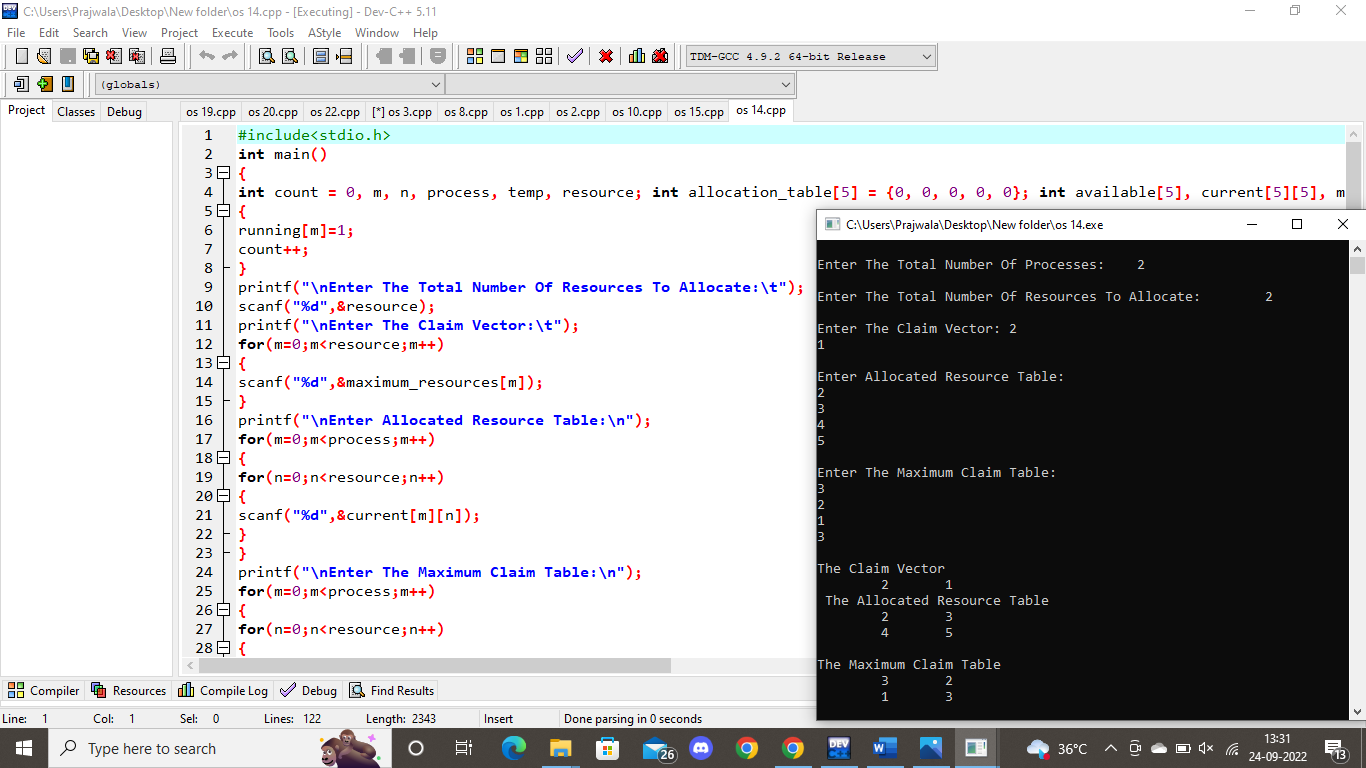 C:\Users\Prajwala\Desktop\New folder\os 14.cpp - [Executing] - Dev-C++ 5.11
File Edit Search View Project Execute Tools AStyle Window Help
TDM-GCC 4.9.2 64-bit Release
(globals)
Project Classes Debug
os 19.cpp os 20.cpp os 22.cpp [*] os 3.cpp os 8.cpp os 1.cpp os 2.cpp os 10.cpp os 15.cpp os 14.cpp
1 #include<stdio.h>
2 int main()
3 {
4 int count = 0, m, n, process, temp, resource; int allocation_table[5] = {0, 0, 0, 0, 0}; int available[5], current[5][5], m
5 {
6 running[m]=1;
7 count++;
8 }
9 printf("\nEnter The Total Number Of Resources To Allocate:\t");
10 scanf("%d",&resource);
11 printf("\nEnter The Claim Vector:\t");
12 for(m=0;m<resource;m++)
13 {
14 scanf("%d",&maximum_resources[m]);
15 }
16 printf("\nEnter Allocated Resource Table:\n");
17 for(m=0;m<process;m++)
18 {
19 for(n=0;n<resource;n++)
20 {
21 scanf("%d",&current[m][n]);
22 }
23 }
24 printf("\nEnter The Maximum Claim Table:\n");
25 for(m=0;m<process;m++)
26 {
27 for(n=0;n<resource;n++)
28 {
C:\Users\Prajwala\Desktop\New folder\os 14.exe
Enter The Total Number Of Processes: 2
Enter The Total Number Of Resources To Allocate: 2
Enter The Claim Vector: 2
1
Enter Allocated Resource Table:
2
3
4
5
Enter The Maximum Claim Table:
3
2
1
3
The Claim Vector
2 1
The Allocated Resource Table
2 3
4 5
The Maximum Claim Table
3 2
1 3
Compiler Resources Compile Log Debug Find Results
Line: 1 Col: 1 Sel: 0 Lines: 122 Length: 2343 Insert Done parsing in 0 seconds
Type here to search
26
DEV
36°C
13:31
24-09-2022
13